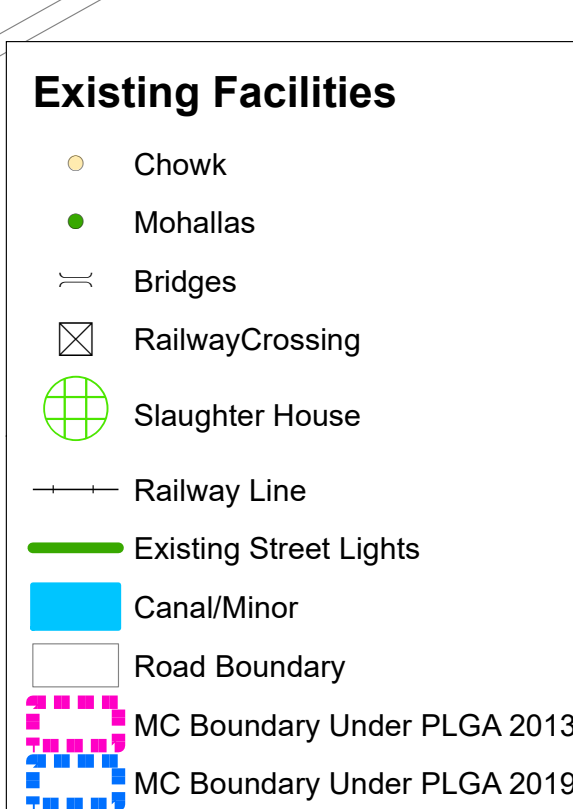 Existing Facilities
Chowk
Mohallas
Bridges
RailwayCrossing
Slaughter House
Railway Line
Existing Street Lights
Canal/Minor
Road Boundary
MC Boundary Under PLGA 2013
MC Boundary Under PLGA 2019